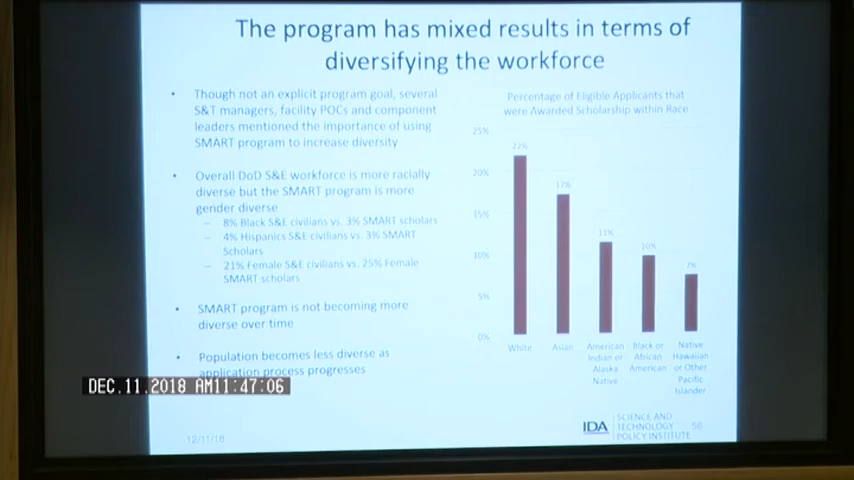 The program has mixed results in terms of
diversifying the workforce
• Though not an explicit program goal, several
S&T managers, facility POCs and component
leaders mentioned the importance of using
SMART program to increase diversity
• Overall DoD S&E workforce is more racially
diverse but the SMART program is more
gender diverse
– 8% Black S&E civilians vs. 3% SMART scholars
– 4% Hispanics S&E civilians vs. 3% SMART
Scholars
– 21% Female S&E civilians vs. 25% Female
SMART scholars
• SMART program is not becoming more
diverse over time
• Population becomes less diverse as
application process progresses
Percentage of Eligible Applicants that
were Awarded Scholarship within Race
25%
20%
15%
10%
5%
0%
22%
17%
11%
10%
7%
White
Asian
American
Indian or
Alaska
Native
Black or
African
American
Native
Hawaiian
or Other
Pacific
Islander
DEC.11.2018 AM11:47:06
12/11/18
IDA
SCIENCE AND
TECHNOLOGY
POLICY INSTITUTE